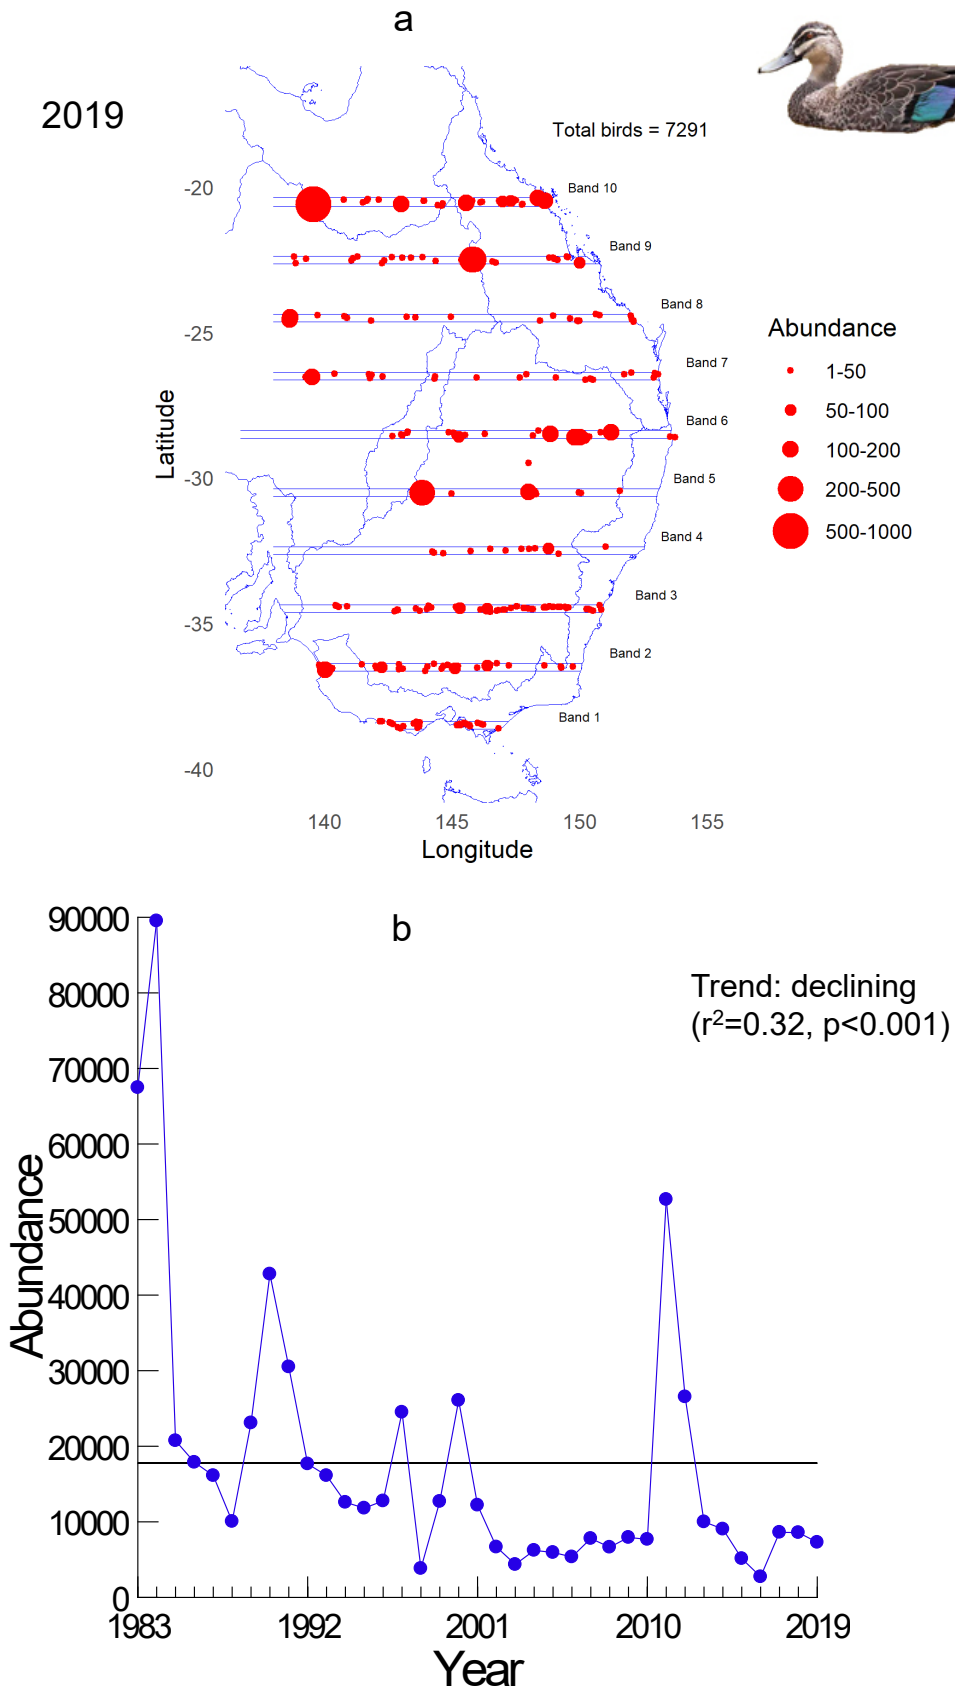 a
2019
Total birds = 7291
-20
Band 10
Band 9
Band 8
-25
Abundance
Band 7
1-50
50-100
Latitude
Band 6
100-200
-30
Band 5
200-500
500-1000
Band 4
Band 3
-35
Band 2
Band 1
-40
140 145 150 155
Longitude
90000
b
80000
Trend: declining
(r²=0.32, p<0.001)
70000
60000
50000
Abundance
40000
30000
20000
10000
0
1983 1992 2001 2010 2019
Year